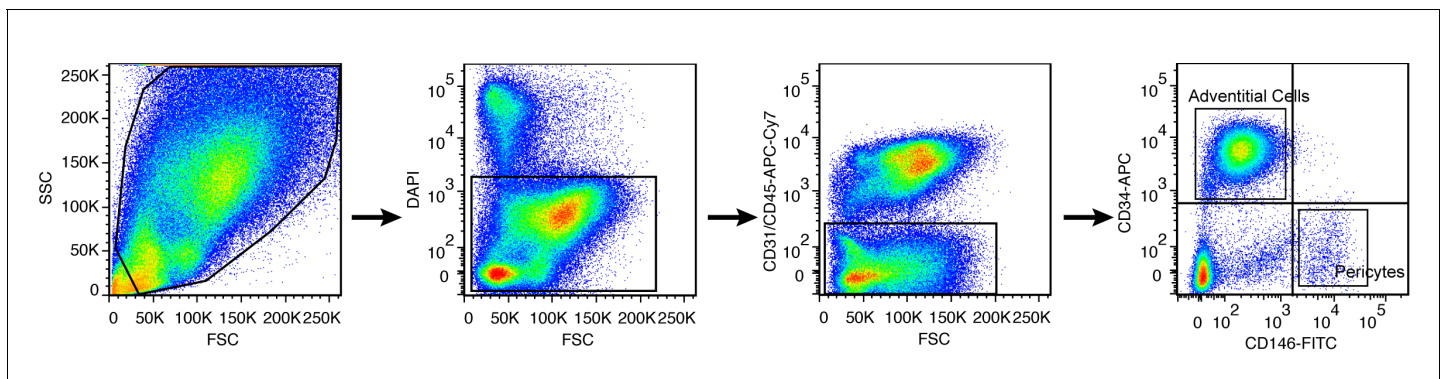 SSC
250K
200K
150K
100K
50K
0
0 50K 100K 150K 200K 250K
FSC
DAPI
10^5
10^4
10^3
10^2
0
0 50K 100K 150K 200K 250K
FSC
CD31/CD45-APC-Cy7
10^5
10^4
10^3
10^2
0
0 50K 100K 150K 200K 250K
FSC
CD34-APC
10^5
10^4
10^3
10^2
0
Adventitial Cells
Pericytes
0 10^2 10^3 10^4 10^5
CD146-FITC